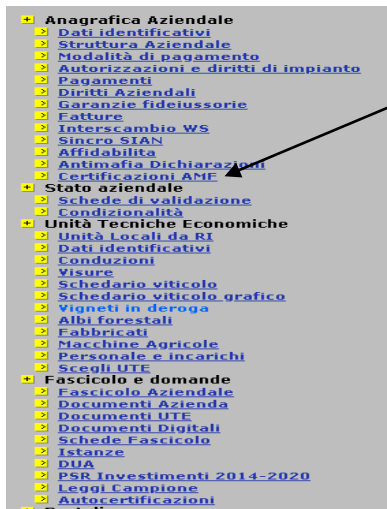 Anagrafica Aziendale
Dati identificativi
Struttura Aziendale
Modalità di pagamento
Autorizzazioni e diritti di impianto
Pagamenti
Diritti Aziendali
Garanzie fideiussorie
Fatture
Interscambio WS
Sincro SIAN
Affidabilita
Antimafia Dichiarazioni
Certificazioni AMF
Stato aziendale
Schede di validazione
Condizionalità
Unità Tecniche Economiche
Unità Locali da RI
Dati identificativi
Conduzioni
Visure
Schedario viticolo
Schedario viticolo grafico
Vigneti in deroga
Albi forestali
Fabbricati
Macchine Agricole
Personale e incarichi
Scegli UTE
Fascicolo e domande
Fascicolo Aziendale
Documenti Azienda
Documenti UTE
Documenti Digitali
Schede Fascicolo
Istanze
DUA
PSR Investimenti 2014-2020
Leggi Campione
Autocertificazioni